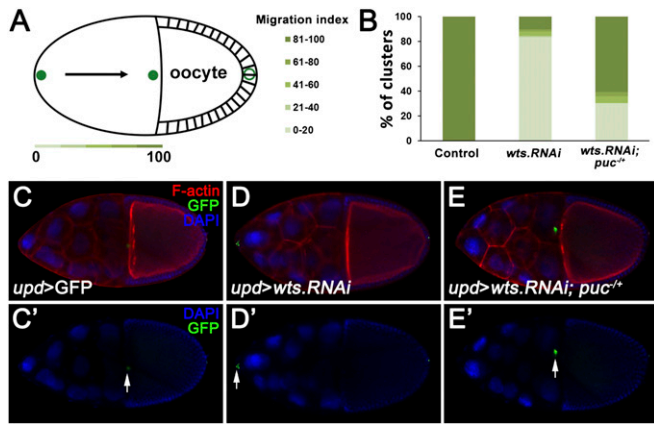 A
oocyte
0 100
Migration index
81-100
61-80
41-60
21-40
0-20
B
% of clusters
100
80
60
40
20
0
Control
wts.RNAi
wts.RNAi;
puc-/+
C
F-actin
GFP
DAPI
upd>GFP
D
upd>wts.RNAi
E
upd>wts.RNAi; puc-/+
C'
DAPI
GFP
D'
E'